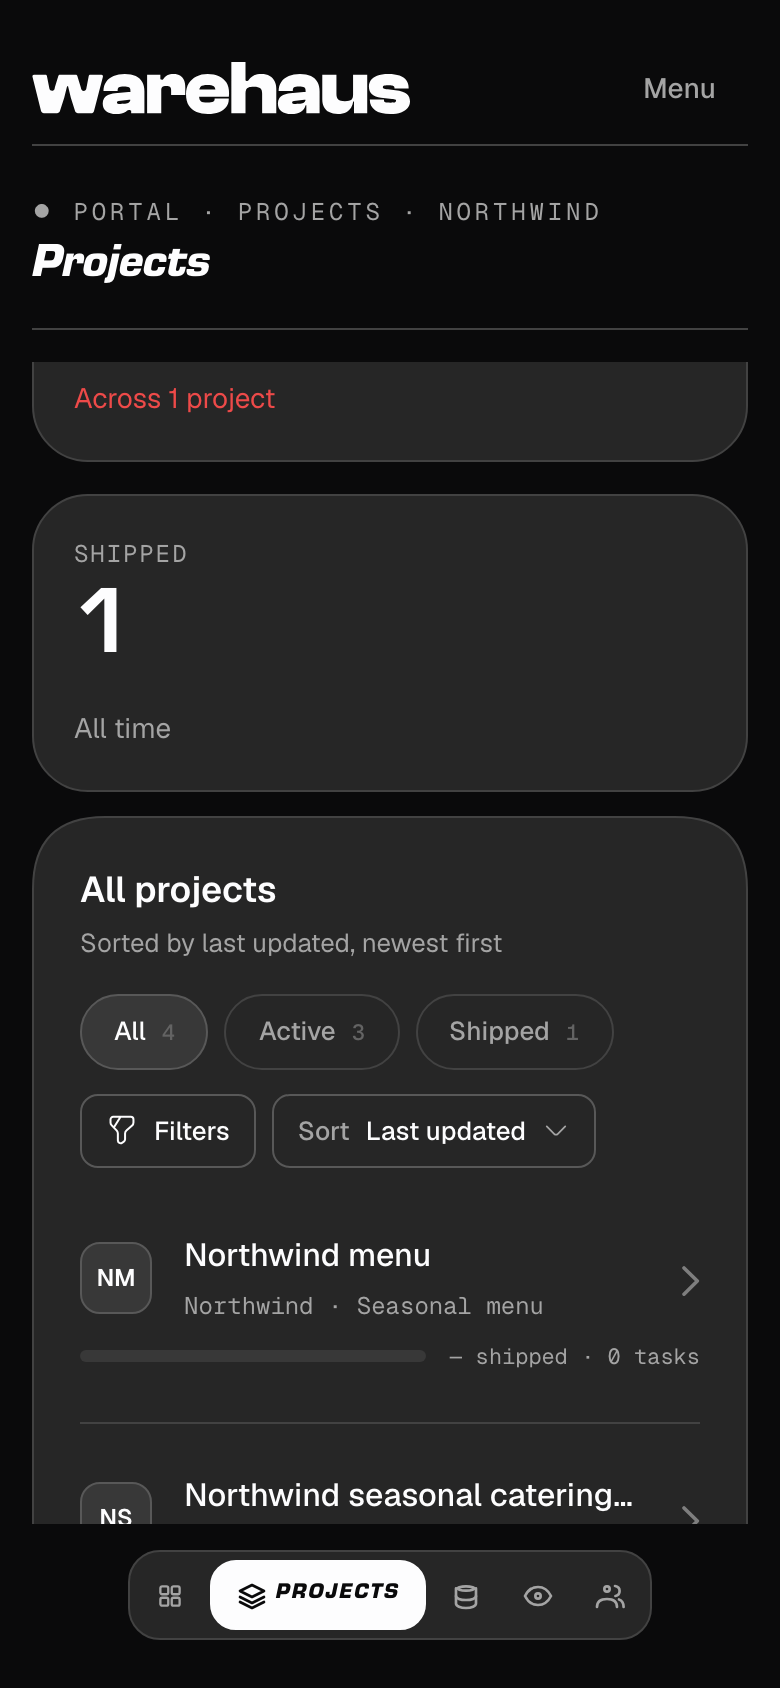 warehaus
Menu
PORTAL · PROJECTS · NORTHWIND
Projects
Across 1 project
SHIPPED
1
All time
All projects
Sorted by last updated, newest first
All 4 Active 3 Shipped 1
Filters Sort Last updated
NM Northwind menu
Northwind · Seasonal menu
— shipped · 0 tasks
NS Northwind seasonal catering...
PROJECTS